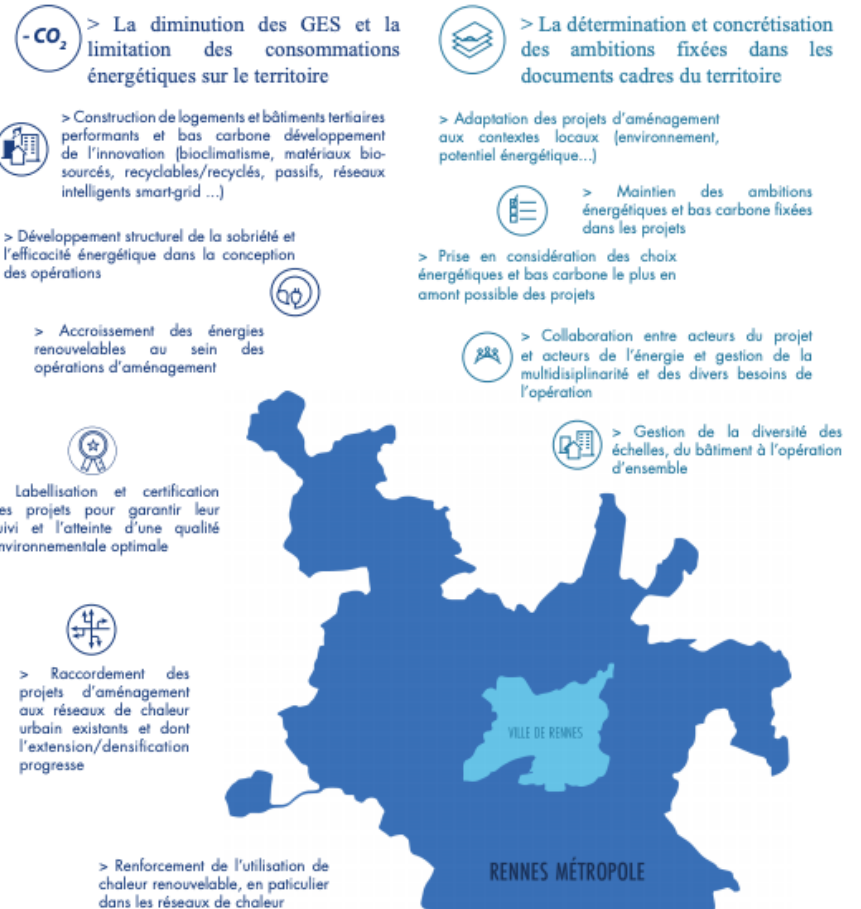 - CO2
> La diminution des GES et la
limitation des consommations
énergétiques sur le territoire
> Construction de logements et bâtiments tertiaires
performants et bas carbone développement
de l'innovation (bioclimatisme, matériaux bio-
sourcés, recyclables/recyclés, passifs, réseaux
intelligents smart-grid ...)
> Développement structurel de la sobriété et
l'efficacité énergétique dans la conception
des opérations
> Accroissement des énergies
renouvelables au sein des
opérations d'aménagement
Labellisation et certification
es projets pour garantir leur
uivi et l'atteinte d'une qualité
nvironnementale optimale
> Raccordement des
projets d'aménagement
aux réseaux de chaleur
urbain existants et dont
l'extension/densification
progresse
> Renforcement de l'utilisation de
chaleur renouvelable, en paticulier
dans les réseaux de chaleur
> La détermination et concrétisation
des ambitions fixées dans les
documents cadres du territoire
> Adaptation des projets d'aménagement
aux contextes locaux (environnement,
potentiel énergétique...)
> Maintien des ambitions
énergétiques et bas carbone fixées
dans les projets
> Prise en considération des choix
énergétiques et bas carbone le plus en
amont possible des projets
> Collaboration entre acteurs du projet
et acteurs de l'énergie et gestion de la
multidisiplinarité et des divers besoins de
l'opération
> Gestion de la diversité des
échelles, du bâtiment à l'opération
d'ensemble
VILLE DE RENNES
RENNES MÉTROPOLE